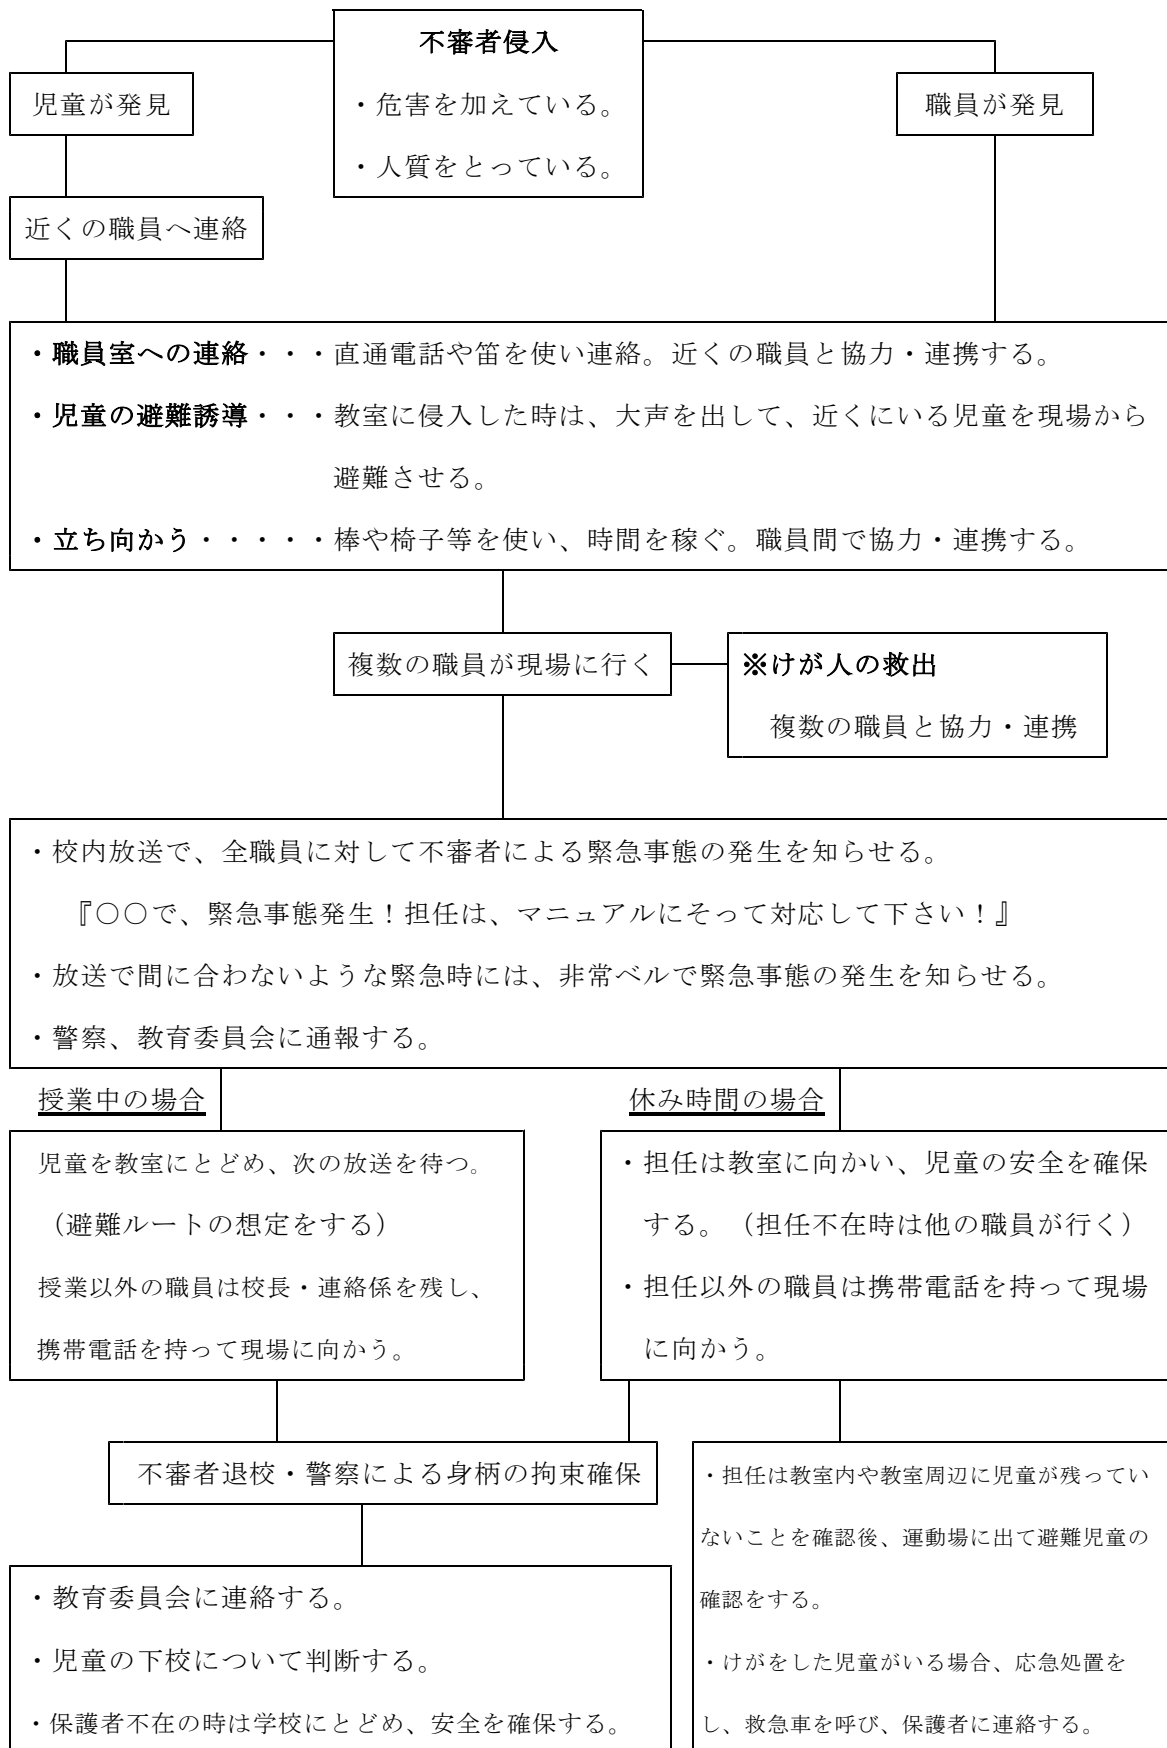 不審者侵入
・危害を加えている。
・人質をとっている。
児童が発見
職員が発見
近くの職員へ連絡
・職員室への連絡・・・直通電話や笛を使い連絡。近くの職員と協力・連携する。
・児童の避難誘導・・・教室に侵入した時は、大声を出して、近くにいる児童を現場から
避難させる。
・立ち向かう・・・・・棒や椅子等を使い、時間を稼ぐ。職員間で協力・連携する。
複数の職員が現場に行く
※けが人の救出
複数の職員と協力・連携
・校内放送で、全職員に対して不審者による緊急事態の発生を知らせる。
『○○で、緊急事態発生！担任は、マニュアルにそって対応して下さい！』
・放送で間に合わないような緊急時には、非常ベルで緊急事態の発生を知らせる。
・警察、教育委員会に通報する。
授業中の場合
児童を教室にとどめ、次の放送を待つ。
（避難ルートの想定をする）
授業以外の職員は校長・連絡係を残し、
携帯電話を持って現場に向かう。
休み時間の場合
・担任は教室に向かい、児童の安全を確保
する。（担任不在時は他の職員が行く）
・担任以外の職員は携帯電話を持って現場
に向かう。
不審者退校・警察による身柄の拘束確保
・教育委員会に連絡する。
・児童の下校について判断する。
・保護者不在の時は学校にとどめ、安全を確保する。
・担任は教室内や教室周辺に児童が残ってい
ないことを確認後、運動場に出て避難児童の
確認をする。
・けがをした児童がいる場合、応急処置を
し、救急車を呼び、保護者に連絡する。